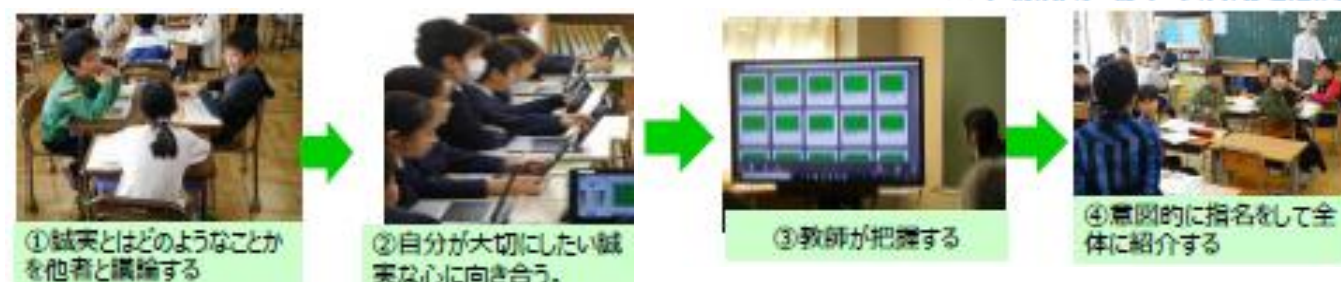 ①誠実とはどのようなことか
を他者と議論する
②自分が大切にしたい誠
実な心に向き合う。
③教師が把握する
④意図的に指名をして全
体に紹介する